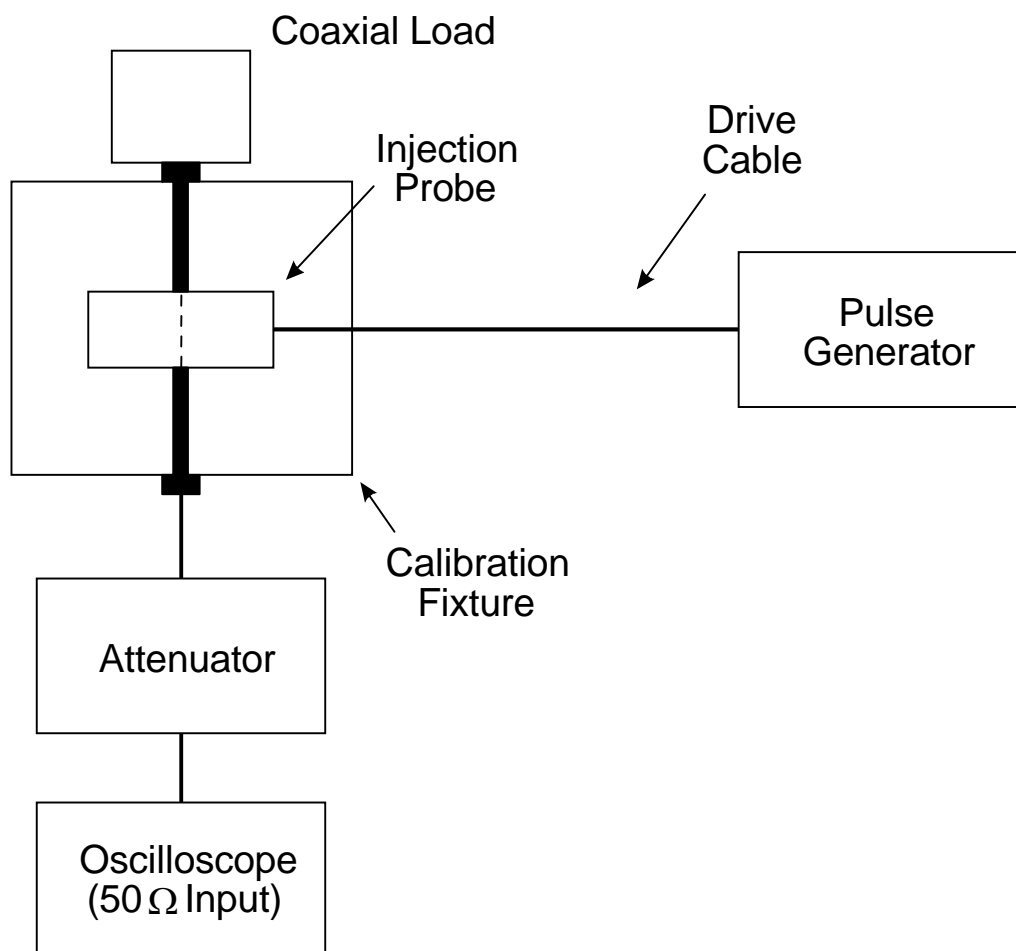 Coaxial Load
Injection
Probe
Drive
Cable
Pulse
Generator
Calibration
Fixture
Attenuator
Oscilloscope
(50 Ω Input)